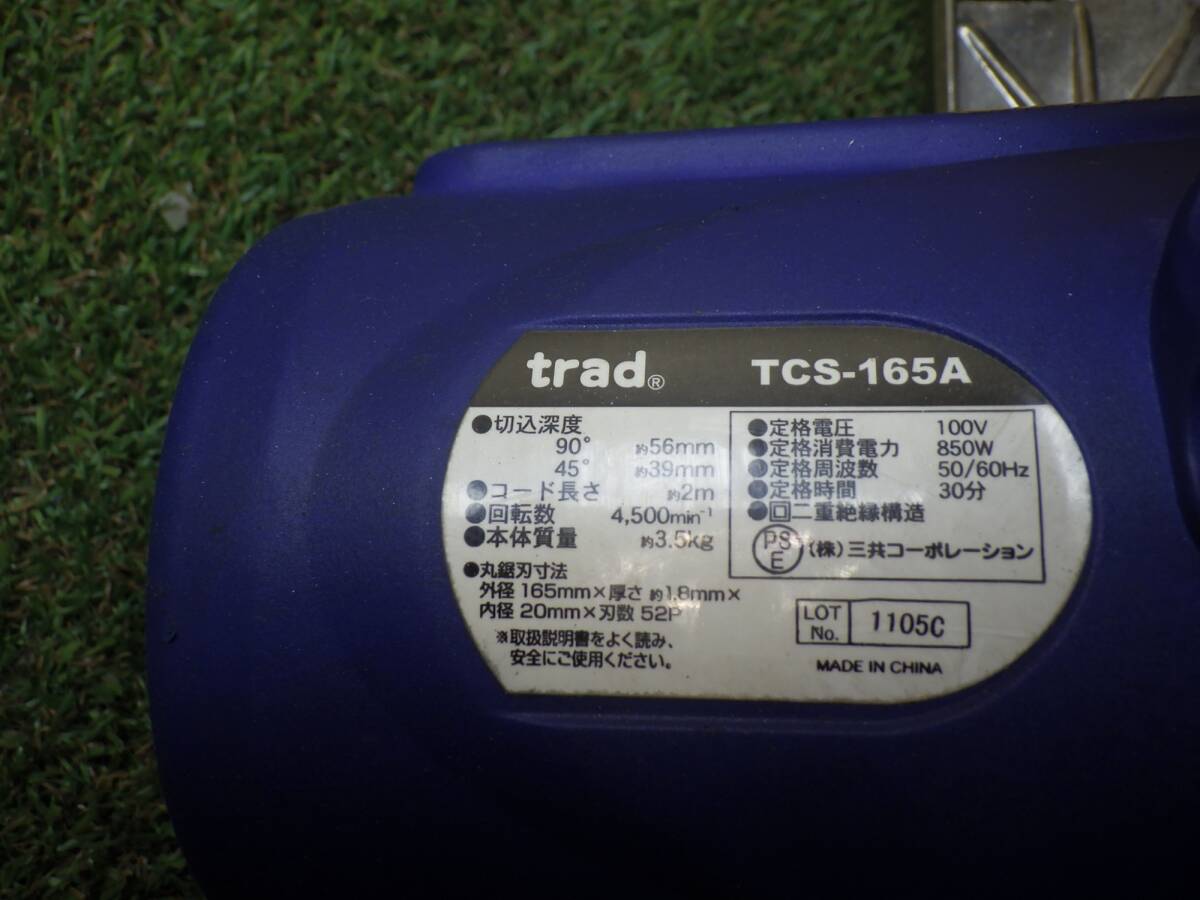 trad® TCS-165A
●切込深度
90° 約56mm
45° 約39mm
●コード長さ 約2m
●回転数 4,500min⁻¹
●本体質量 約3.5kg
●丸鋸刃寸法
外径 165mm×厚さ 約1.8mm×
内径 20mm×刃数 52P
※取扱説明書をよく読み、
安全にご使用ください。
●定格電圧 100V
●定格消費電力 850W
●定格周波数 50/60Hz
●定格時間 30分
●回二重絶縁構造
PSE (株)三共コーポレーション
LOT No. 1105C
MADE IN CHINA